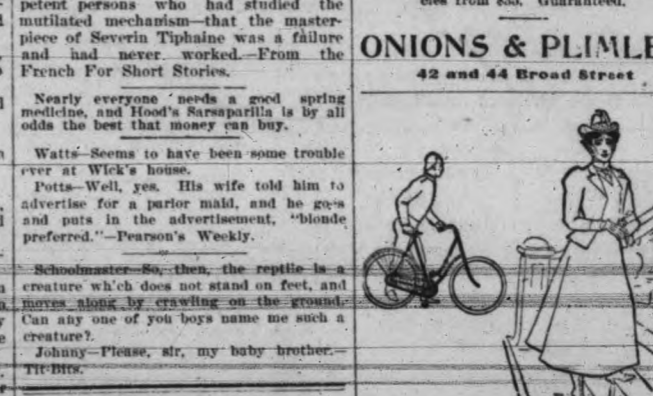 petent persons who had studied the
mutilated mechanism—that the master-
piece of Severin Tiphaine was a failure
and had never worked.—From the
French For Short Stories.
Nearly everyone needs a good spring
medicine, and Hood's Sarsaparilla is by all
odds the best that money can buy.
Watts—Seems to have been some trouble
over at Wick's house.
Potts—Well, yes. His wife told him to
advertise for a parlor maid, and he goes
and puts in the advertisement, "blonde
preferred."—Pearson's Weekly.
Schoolmaster—So, then, the reptile is a
creature wh'ch does not stand on feet, and
moves along by crawling on the ground.
Can any one of you boys name me such a
creature?.
Johnny—Please, sir, my baby brother.—
Tit-Bits.
from $35. Guaranteed.
ONIONS & PLIMLE
42 and 44 Broad Street